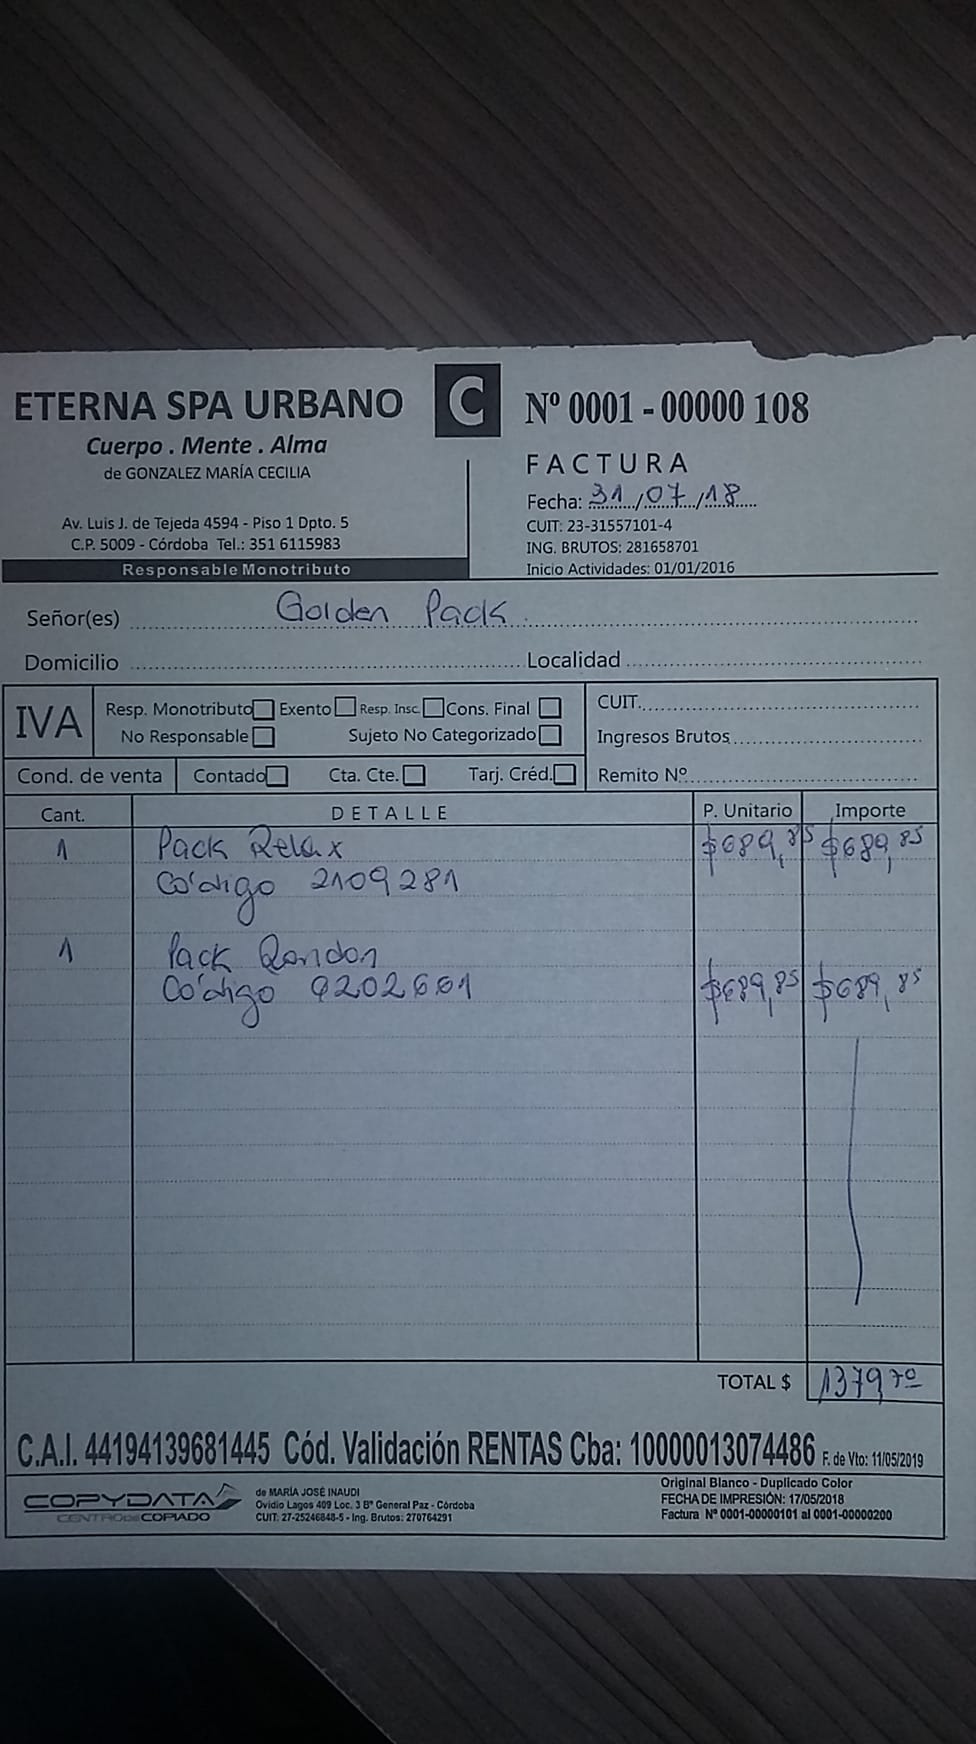 ETERNA SPA URBANO
Cuerpo . Mente . Alma
de GONZALEZ MARÍA CECILIA
Av. Luis J. de Tejeda 4594 - Piso 1 Dpto. 5
C.P. 5009 - Córdoba Tel.: 351 6115983
Responsable Monotributo
C
Nº 0001 - 00000 108
FACTURA
Fecha: 31/07/18
CUIT: 23-31557101-4
ING. BRUTOS: 281658701
Inicio Actividades: 01/01/2016
Señor(es) Golden Pack
Domicilio Localidad
IVA
Resp. Monotributo Exento Resp. Insc. Cons. Final
No Responsable Sujeto No Categorizado
CUIT.
Ingresos Brutos
Cond. de venta Contado Cta. Cte. Tarj. Créd. Remito Nº
Cant. DETALLE P. Unitario Importe
1 Pack Relax $689,85 $689,85
Código 2109281
1 Pack
Código 9202661 $689,85 $689,85
TOTAL $ 1379 70
C.A.I. 44194139681445 Cód. Validación RENTAS Cba: 10000013074486 F. de Vto: 11/05/2019
COPYDATA
CENTRO DE COPIADO
de MARÍA JOSÉ INAUDI
Ovidio Lagos 409 Loc. 3 Bº General Paz - Córdoba
CUIT: 27-25246848-5 - Ing. Brutos: 270764291
Original Blanco - Duplicado Color
FECHA DE IMPRESIÓN: 17/05/2018
Factura Nº 0001-00000101 al 0001-00000200